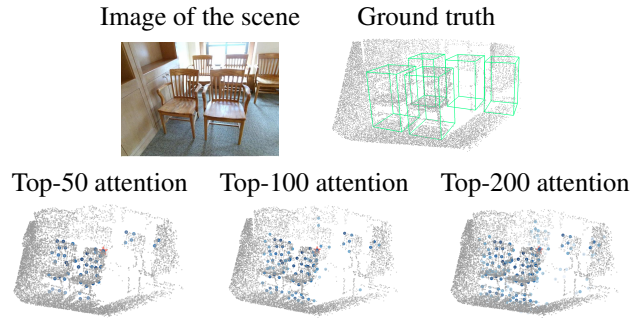 Image of the scene
Ground truth
Top-50 attention
Top-100 attention
Top-200 attention